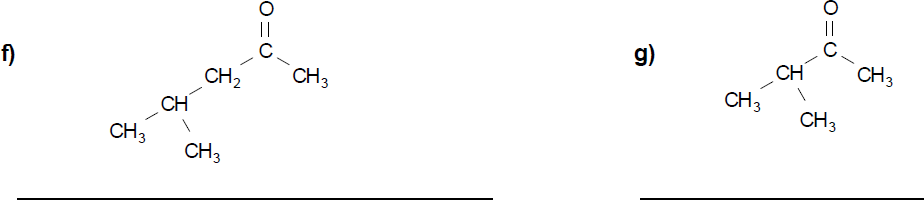 O O
f) C g) C
CH2 CH3 CH CH3
CH CH3
CH3 CH3
CH3